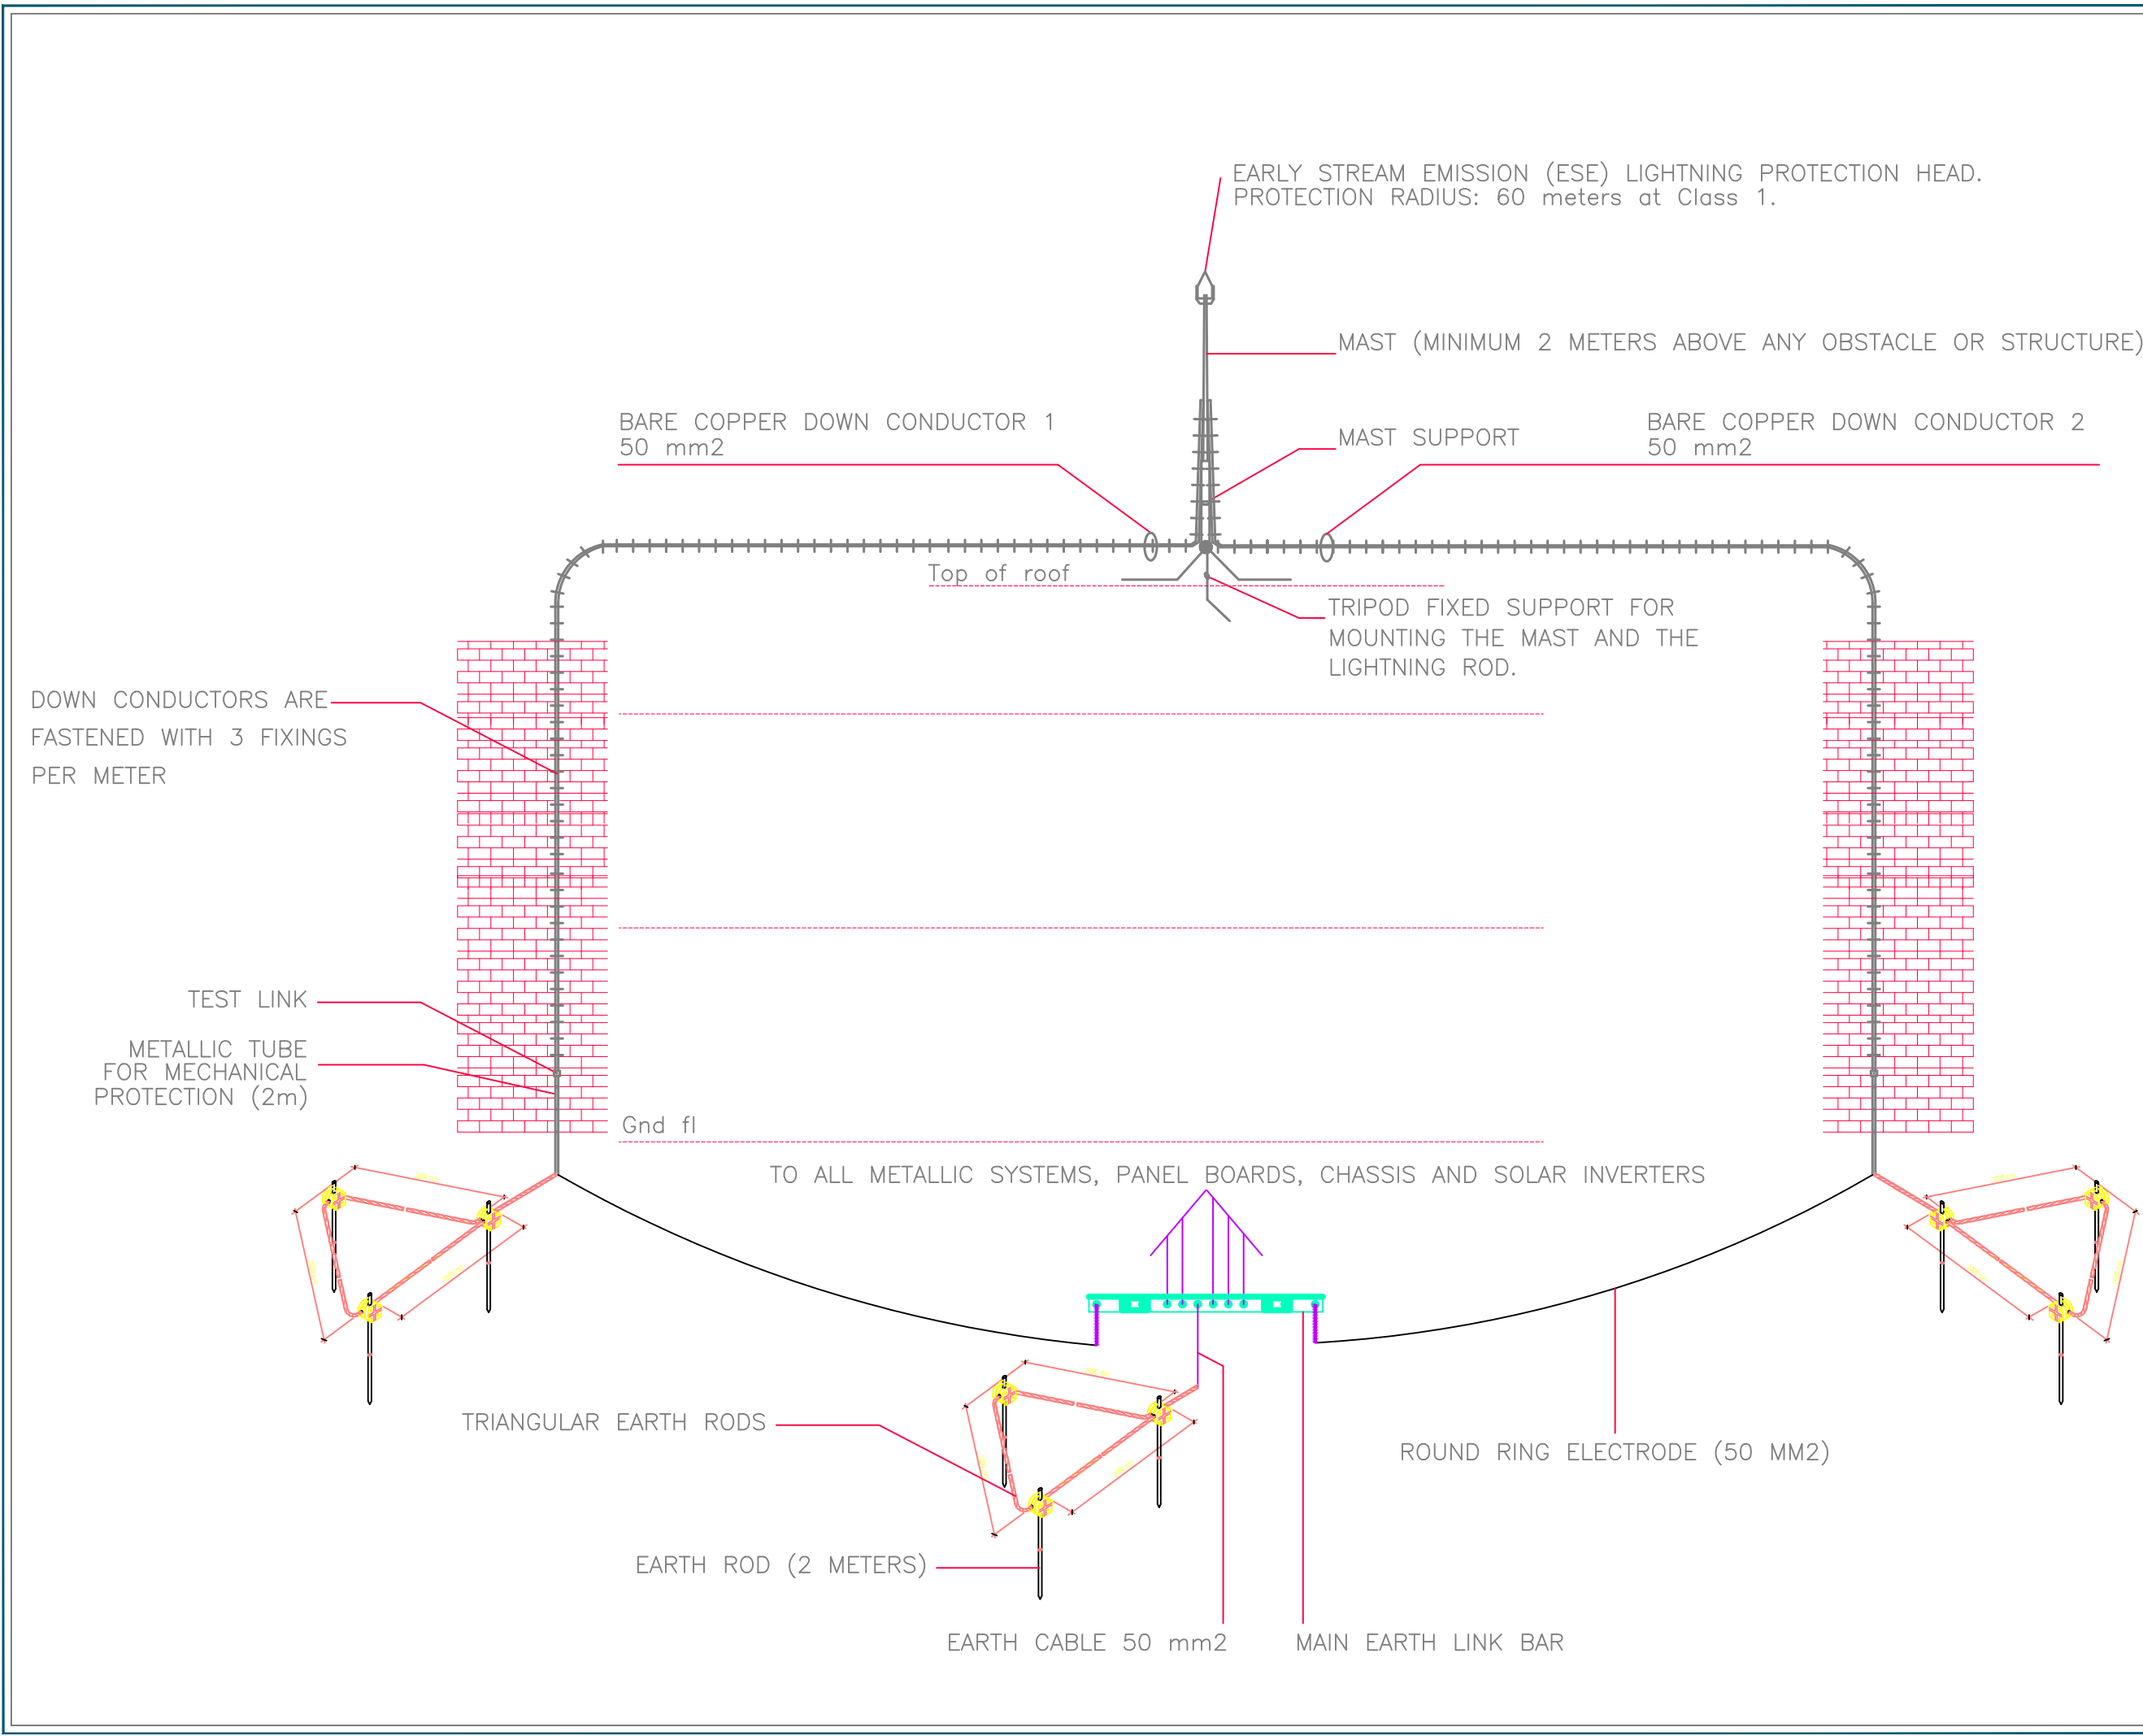 EARLY STREAM EMISSION (ESE) LIGHTNING PROTECTION HEAD.
PROTECTION RADIUS: 60 meters at Class 1.
MAST (MINIMUM 2 METERS ABOVE ANY OBSTACLE OR STRUCTURE)
BARE COPPER DOWN CONDUCTOR 1
50 mm2
MAST SUPPORT
BARE COPPER DOWN CONDUCTOR 2
50 mm2
Top of roof
TRIPOD FIXED SUPPORT FOR
MOUNTING THE MAST AND THE
LIGHTNING ROD.
DOWN CONDUCTORS ARE
FASTENED WITH 3 FIXINGS
PER METER
TEST LINK
METALLIC TUBE
FOR MECHANICAL
PROTECTION (2m)
Gnd fl
TO ALL METALLIC SYSTEMS, PANEL BOARDS, CHASSIS AND SOLAR INVERTERS
TRIANGULAR EARTH RODS
ROUND RING ELECTRODE (50 MM2)
EARTH ROD (2 METERS)
EARTH CABLE 50 mm2
MAIN EARTH LINK BAR